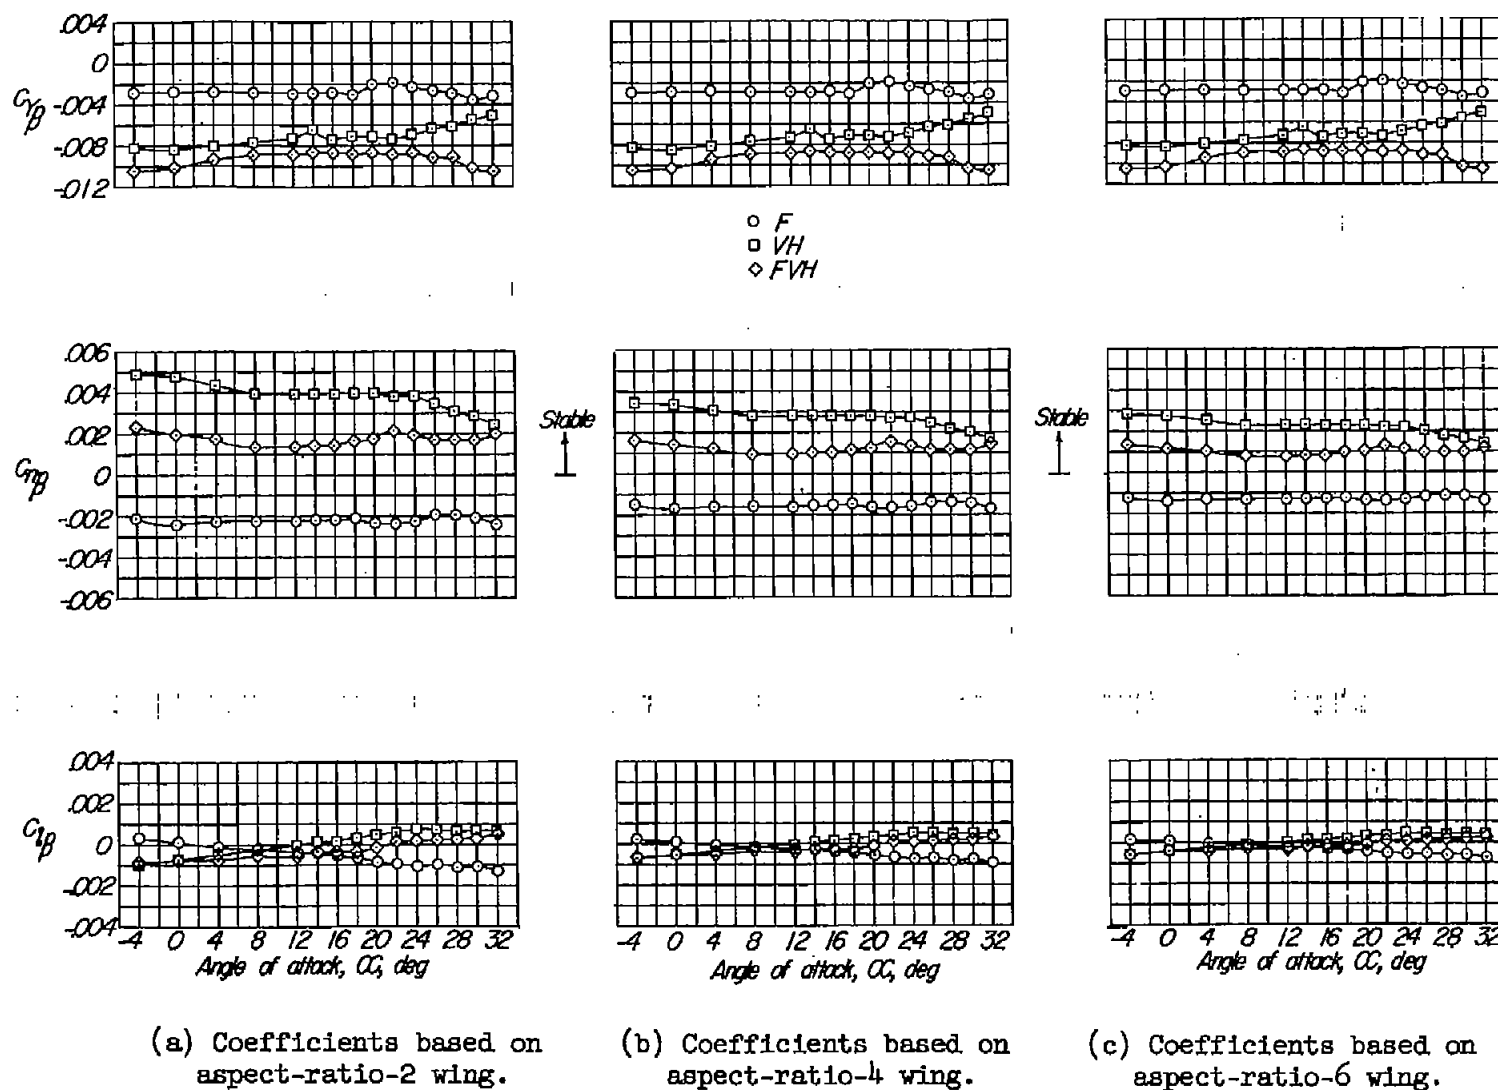 .004
0
-.004
-.008
-.012
CYβ
F
VH
FVH
.006
.004
.002
0
-.002
-.004
-.006
Cnβ
Stable
Stable
.004
.002
0
-.002
-.004
Clβ
-4 0 4 8 12 16 20 24 28 32
-4 0 4 8 12 16 20 24 28 32
-4 0 4 8 12 16 20 24 28 32
Angle of attack, α, deg
Angle of attack, α, deg
Angle of attack, α, deg
(a) Coefficients based on
aspect-ratio-2 wing.
(b) Coefficients based on
aspect-ratio-4 wing.
(c) Coefficients based on
aspect-ratio-6 wing.